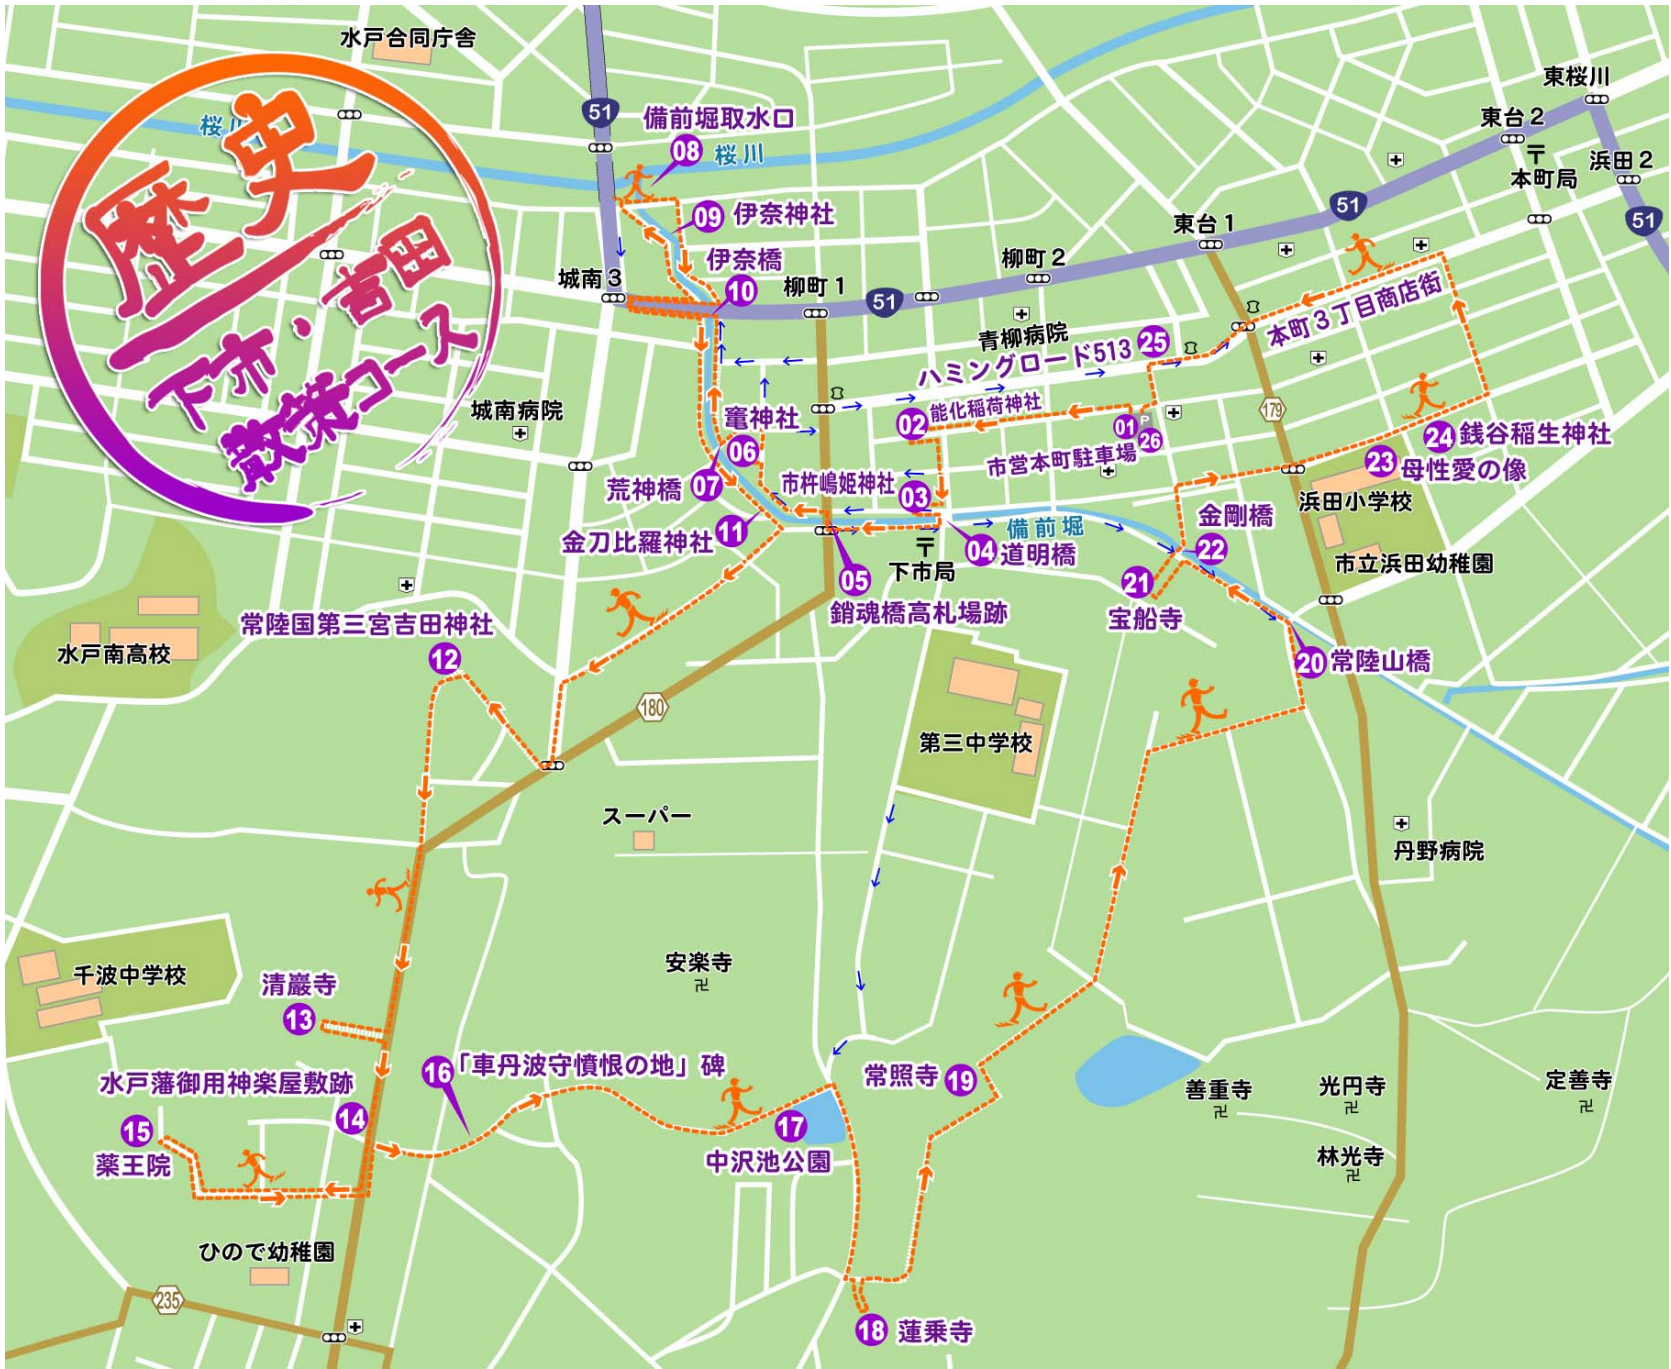 水戸合同庁舎
桜川
歴史
下市・吉田
散策コース
51
備前堀取水口
08
桜川
09 伊奈神社
伊奈橋
10
城南3
柳町1
51
柳町2
東台1
51
東桜川
東台2
〒
本町局
浜田2
51
本町3丁目商店街
青柳病院
ハミングロード513 25
能化稲荷神社
02
01
P
26
市営本町駐車場
179
24 銭谷稲生神社
23 母性愛の像
浜田小学校
市立浜田幼稚園
城南病院
竃神社
06
荒神橋 07
市杵嶋姫神社
03
金刀比羅神社 11
備前堀
04 道明橋
〒
下市局
05
銷魂橋高札場跡
金剛橋
22
21
宝船寺
20 常陸山橋
水戸南高校
常陸国第三宮吉田神社
12
180
第三中学校
スーパー
丹野病院
千波中学校
清巖寺
13
安楽寺
卍
水戸藩御用神楽屋敷跡
14
15
薬王院
16 「車丹波守憤恨の地」碑
17
中沢池公園
常照寺 19
善重寺
卍
光円寺
卍
定善寺
卍
林光寺
卍
ひので幼稚園
235
18 蓮乗寺